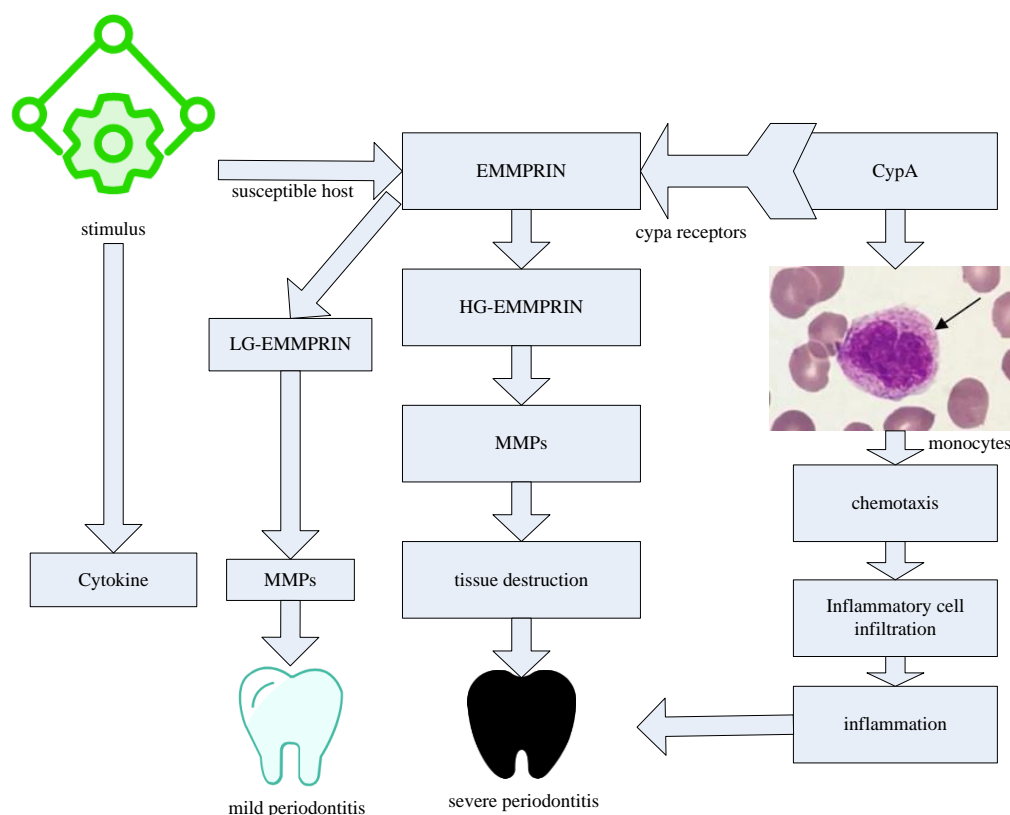 EMMPRIN
CypA
susceptible host
stimulus
cypa receptors
HG-EMMPRIN
LG-EMMPRIN
MMPs
monocytes
chemotaxis
Cytokine
MMPs
tissue destruction
Inflammatory cell
infiltration
inflammation
mild periodontitis
severe periodontitis